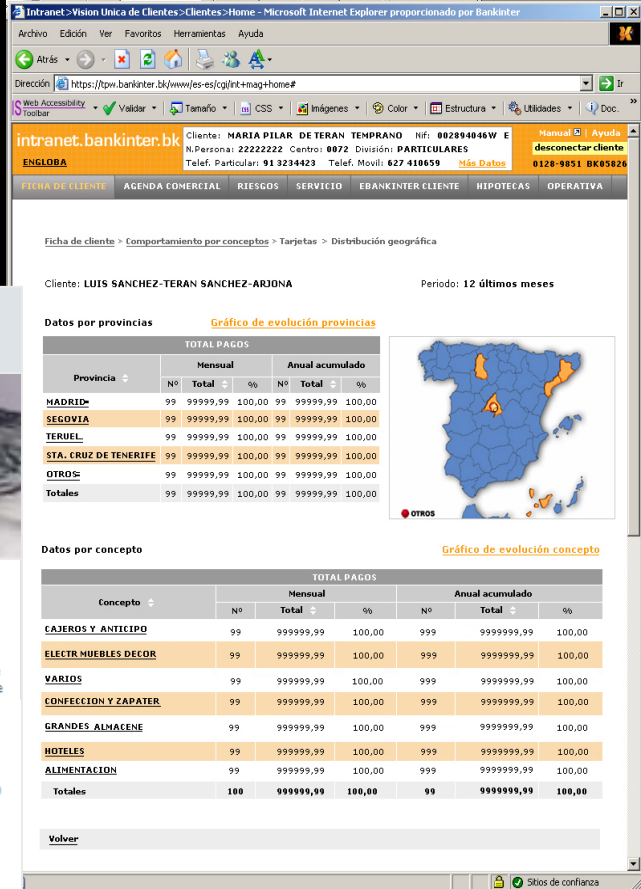 Intranet>Vision Unica de Clientes>Clientes>Home - Microsoft Internet Explorer proporcionado por Bankinter
Archivo Edición Ver Favoritos Herramientas Ayuda
Atrás
Dirección https://tpw.bankinter.bk/www/es-es/cgi/int+mag+home# Ir
Web Accessibility Toolbar Validar Tamaño CSS Imágenes Color Estructura Utilidades Doc.
intranet.bankinter.bk
ENGLOBA
Cliente: MARIA PILAR DE TERAN TEMPRANO Nif: 002894046W E
N.Persona: 22222222 Centro: 0072 División: PARTICULARES
Telef. Particular: 91 3234423 Telef. Movil: 627 410659 Más Datos
Manual | Ayuda
desconectar cliente
0128-9851 BK05826
FICHA DE CLIENTE AGENDA COMERCIAL RIESGOS SERVICIO EBANKINTER CLIENTE HIPOTECAS OPERATIVA
Ficha de cliente > Comportamiento por conceptos > Tarjetas > Distribución geográfica
Cliente: LUIS SANCHEZ-TERAN SANCHEZ-ARJONA Periodo: 12 últimos meses
Datos por provincias Gráfico de evolución provincias
TOTAL PAGOS
Provincia Mensual Anual acumulado
Nº Total % Nº Total %
MADRID 99 99999,99 100,00 99 99999,99 100,00
SEGOVIA 99 99999,99 100,00 99 99999,99 100,00
TERUEL 99 99999,99 100,00 99 99999,99 100,00
STA. CRUZ DE TENERIFE 99 99999,99 100,00 99 99999,99 100,00
OTROS 99 99999,99 100,00 99 99999,99 100,00
Totales 99 99999,99 100,00 99 99999,99 100,00
OTROS
Datos por concepto Gráfico de evolución concepto
TOTAL PAGOS
Concepto Mensual Anual acumulado
Nº Total % Nº Total %
CAJEROS Y ANTICIPO 99 999999,99 100,00 999 9999999,99 100,00
ELECTR MUEBLES DECOR 99 999999,99 100,00 999 9999999,99 100,00
VARIOS 99 999999,99 100,00 999 9999999,99 100,00
CONFECCION Y ZAPATER 99 999999,99 100,00 999 9999999,99 100,00
GRANDES ALMACENE 99 999999,99 100,00 999 9999999,99 100,00
HOTELES 99 999999,99 100,00 999 9999999,99 100,00
ALIMENTACION 99 999999,99 100,00 999 9999999,99 100,00
Totales 100 999999,99 100,00 99 9999999,99 100,00
Volver
Sitios de confianza